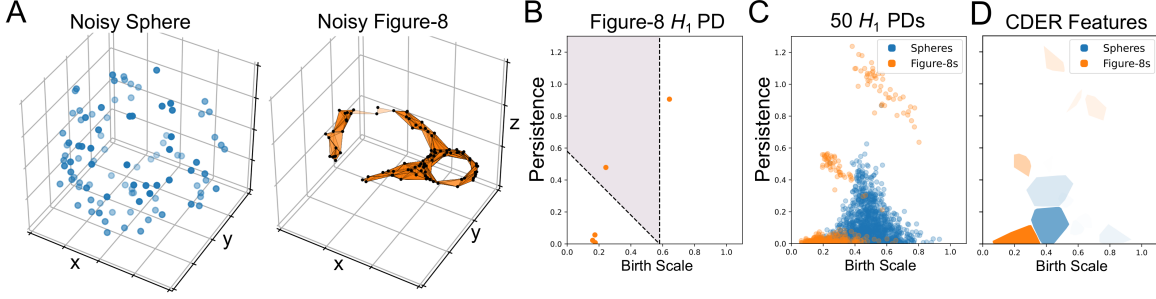 A
Noisy Sphere
Noisy Figure-8
x
y
x
y
z
B
Figure-8 H₁ PD
Persistence
1.2
1.0
0.8
0.6
0.4
0.2
0.0
0.0 0.2 0.4 0.6 0.8 1.0
Birth Scale
C
50 H₁ PDs
Spheres
Figure-8s
Persistence
1.2
1.0
0.8
0.6
0.4
0.2
0.0
0.0 0.2 0.4 0.6 0.8 1.0
Birth Scale
D
CDER Features
Spheres
Figure-8s
0.0 0.2 0.4 0.6 0.8 1.0
Birth Scale